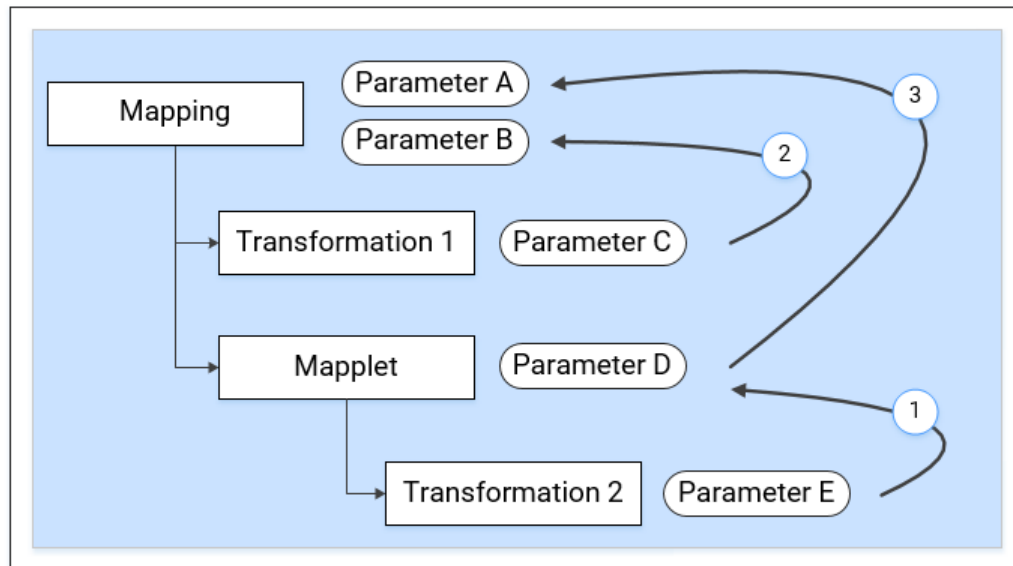 Parameter A
3
Mapping
Parameter B
2
Transformation 1
Parameter C
Mapplet
Parameter D
1
Transformation 2
Parameter E